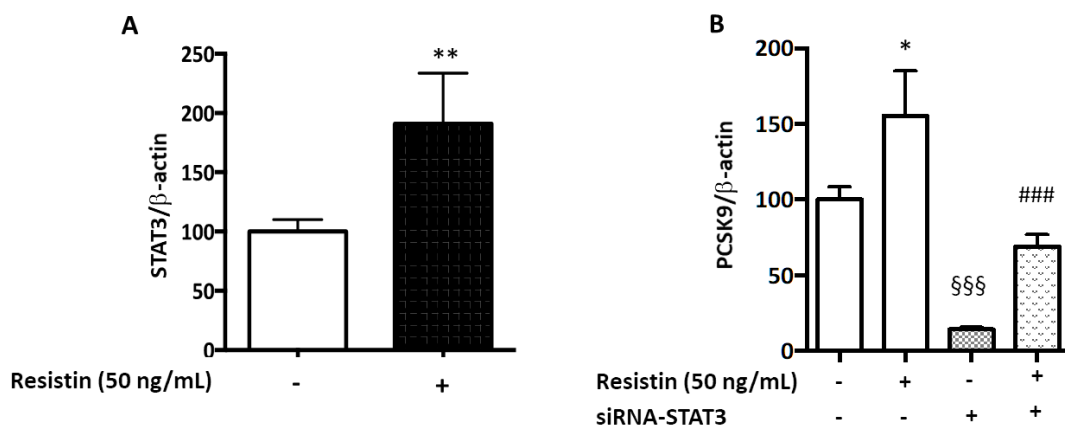 A
250
200
150
100
50
0
STAT3/β-actin
**
Resistin (50 ng/mL) - +
B
200
150
100
50
0
PCSK9/β-actin
*
§§§
###
Resistin (50 ng/mL) - + - +
siRNA-STAT3 - - + +